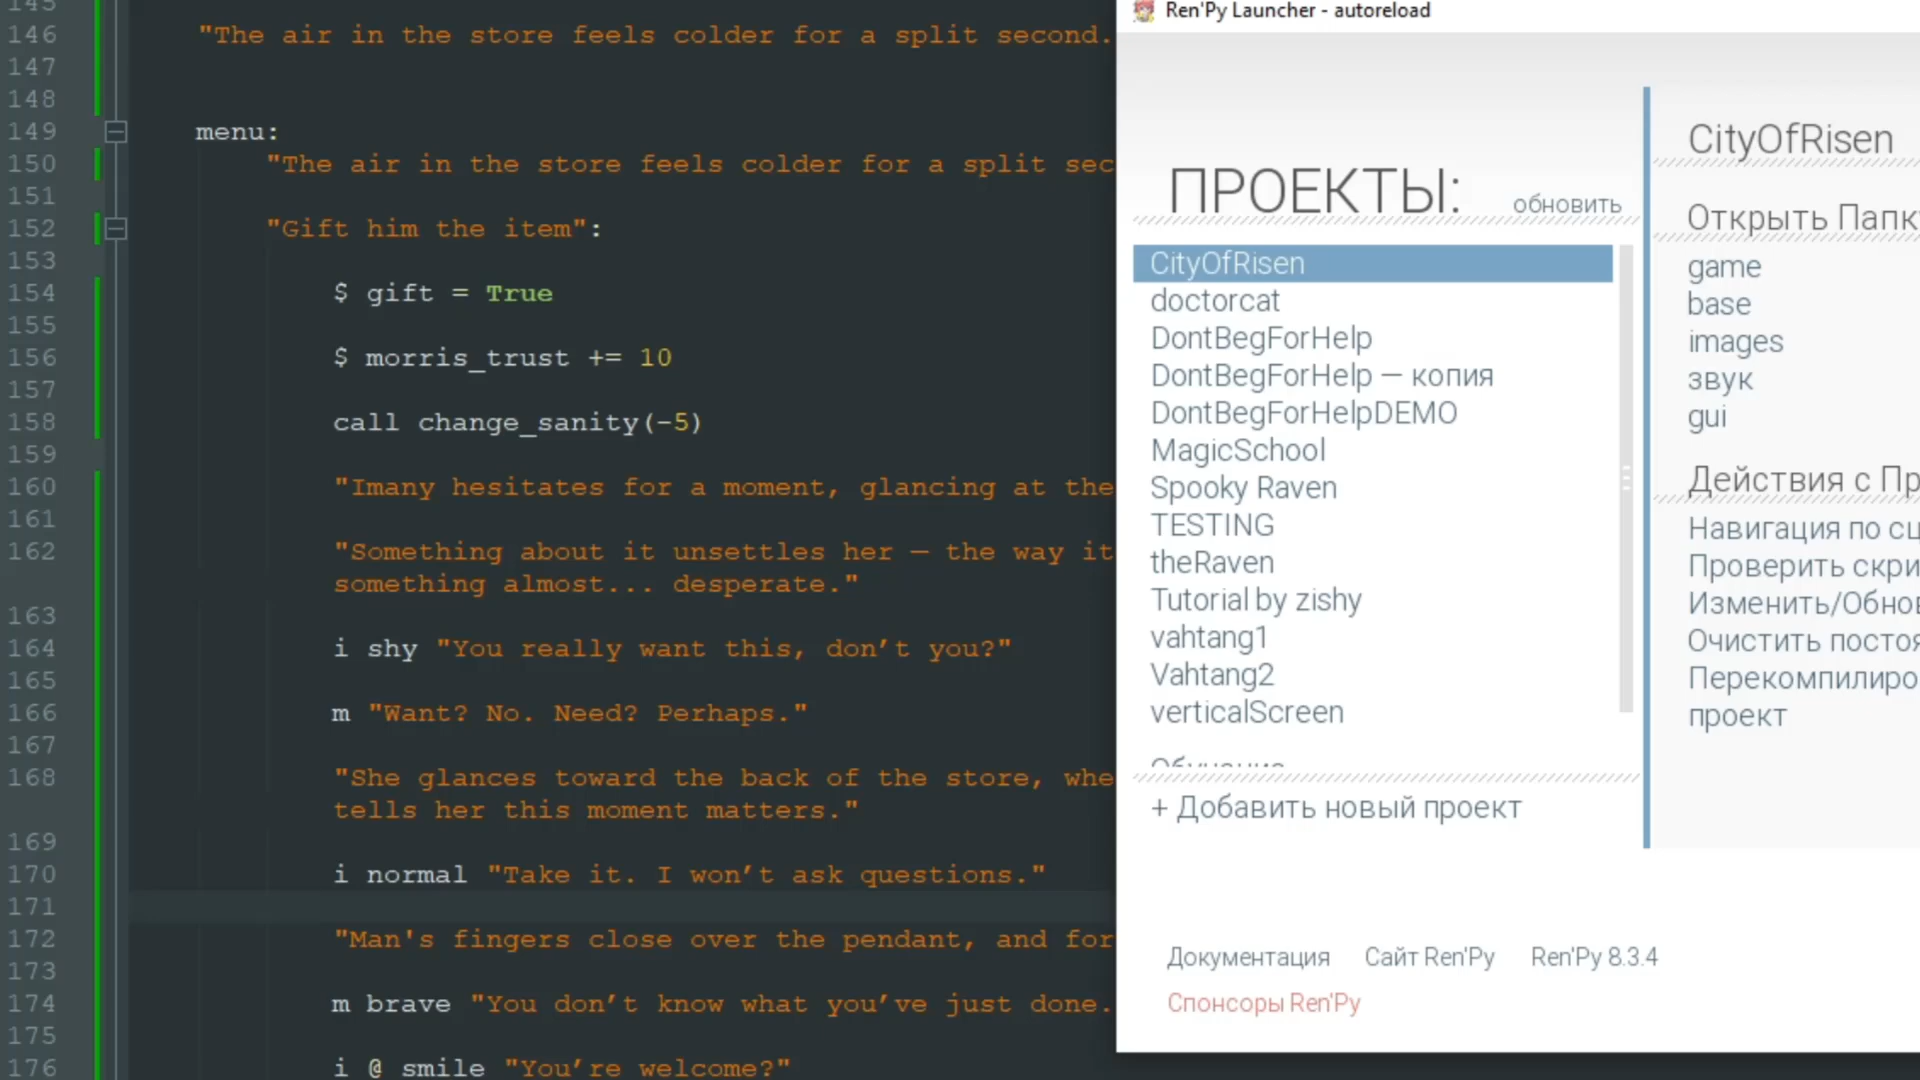 145
146 "The air in the store feels colder for a split second.
147
148
149 menu:
150 "The air in the store feels colder for a split sec
151
152 "Gift him the item":
153
154 $ gift = True
155
156 $ morris_trust += 10
157
158 call change_sanity(-5)
159
160 "Imany hesitates for a moment, glancing at the
161
162 "Something about it unsettles her — the way it
something almost... desperate."
163
164 i shy "You really want this, don’t you?"
165
166 m "Want? No. Need? Perhaps."
167
168 "She glances toward the back of the store, whe
tells her this moment matters."
169
170 i normal "Take it. I won’t ask questions."
171
172 "Man's fingers close over the pendant, and for
173
174 m brave "You don’t know what you’ve just done.
175
176 i @ smile "You’re welcome?"
Ren'Py Launcher - autoreload
ПРОЕКТЫ: обновить
CityOfRisen
doctorcat
DontBegForHelp
DontBegForHelp — копия
DontBegForHelpDEMO
MagicSchool
Spooky Raven
TESTING
theRaven
Tutorial by zishy
vahtang1
Vahtang2
verticalScreen
Обучение
+ Добавить новый проект
CityOfRisen
Открыть Папк
game
base
images
звук
gui
Действия с Пр
Навигация по сц
Проверить скри
Изменить/Обнов
Очистить постоя
Перекомпилиро
проект
Документация Сайт Ren'Py Ren'Py 8.3.4
Спонсоры Ren'Py